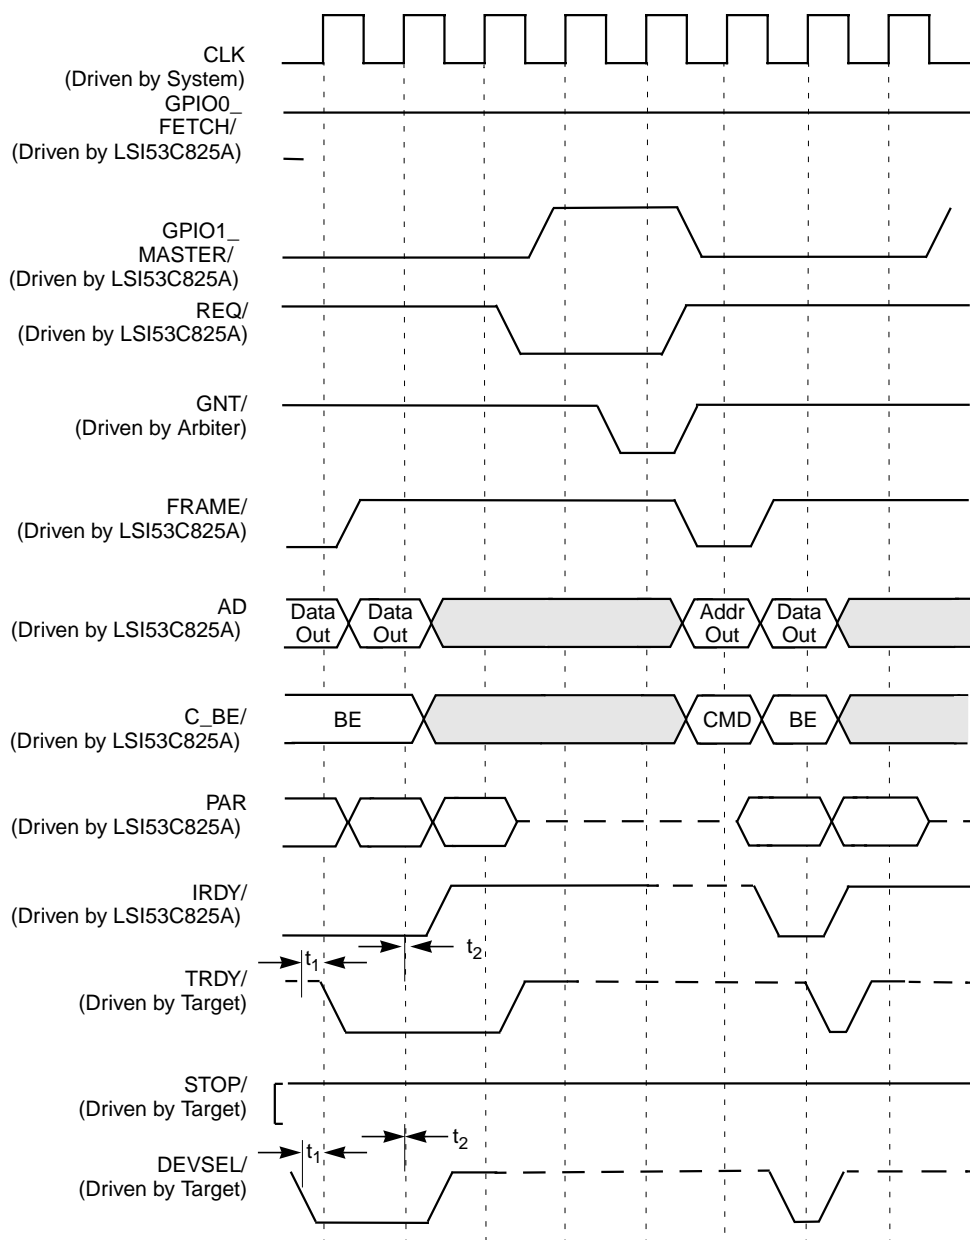 CLK
(Driven by System)
GPIO0_
FETCH/
(Driven by LSI53C825A)
GPIO1_
MASTER/
(Driven by LSI53C825A)
REQ/
(Driven by LSI53C825A)
GNT/
(Driven by Arbiter)
FRAME/
(Driven by LSI53C825A)
AD
(Driven by LSI53C825A)
Data
Out
Data
Out
Addr
Out
Data
Out
C_BE/
(Driven by LSI53C825A)
BE
CMD
BE
PAR
(Driven by LSI53C825A)
IRDY/
(Driven by LSI53C825A)
t1
t2
TRDY/
(Driven by Target)
STOP/
(Driven by Target)
t1
t2
DEVSEL/
(Driven by Target)